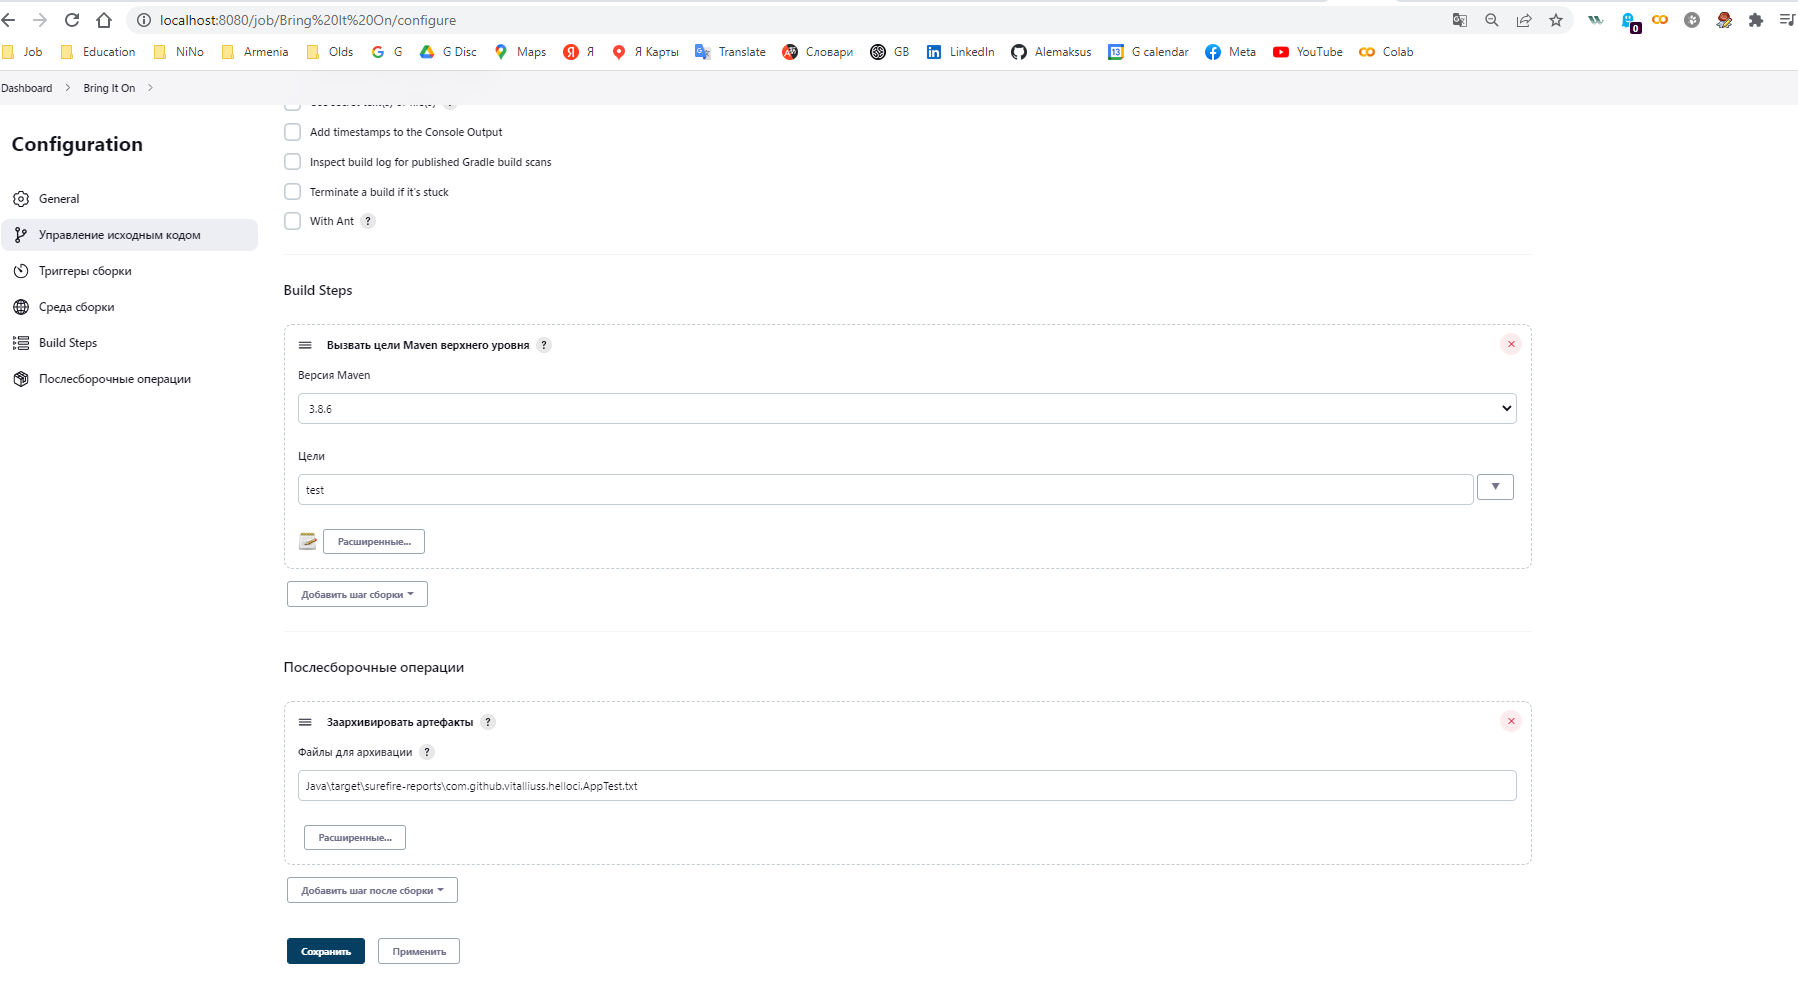 localhost:8080/job/Bring%20It%20On/configure
0
Job Education NiNo Armenia Olds G G Disc Maps Я Я Карты Translate Словари GB LinkedIn Alemaksus G calendar Meta YouTube Colab
Dashboard > Bring It On >
Configuration
General
Управление исходным кодом
Триггеры сборки
Среда сборки
Build Steps
Послесборочные операции
Add timestamps to the Console Output
Inspect build log for published Gradle build scans
Terminate a build if it's stuck
With Ant ?
Build Steps
Вызвать цели Maven верхнего уровня ?
Версия Maven
3.8.6
Цели
test
Расширенные...
Добавить шаг сборки
Послесборочные операции
Заархивировать артефакты ?
Файлы для архивации ?
Java\target\surefire-reports\com.github.vitalliuss.helloci.AppTest.txt
Расширенные...
Добавить шаг после сборки
Сохранить Применить